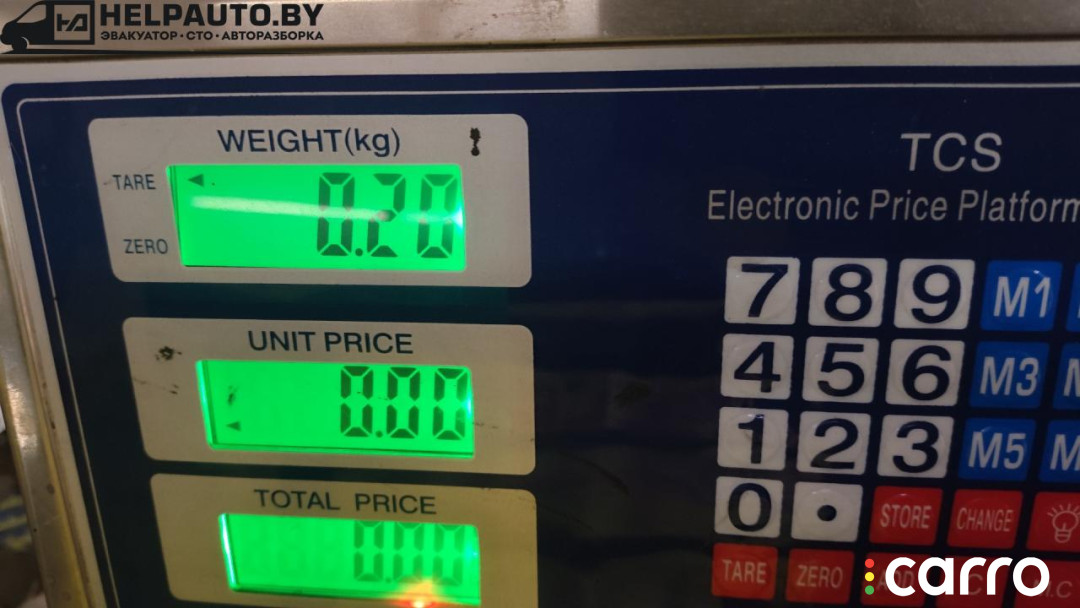 HELPAUTO.BY
ЭВАКУАТОР · СТО · АВТОРАЗБОРКА
WEIGHT(kg)
TARE
0.20
ZERO
UNIT PRICE
0.00
TOTAL PRICE
0.00
TCS
Electronic Price Platform
7 8 9 M1
4 5 6 M3
1 2 3 M5
0 . STORE CHANGE
TARE ZERO
carro